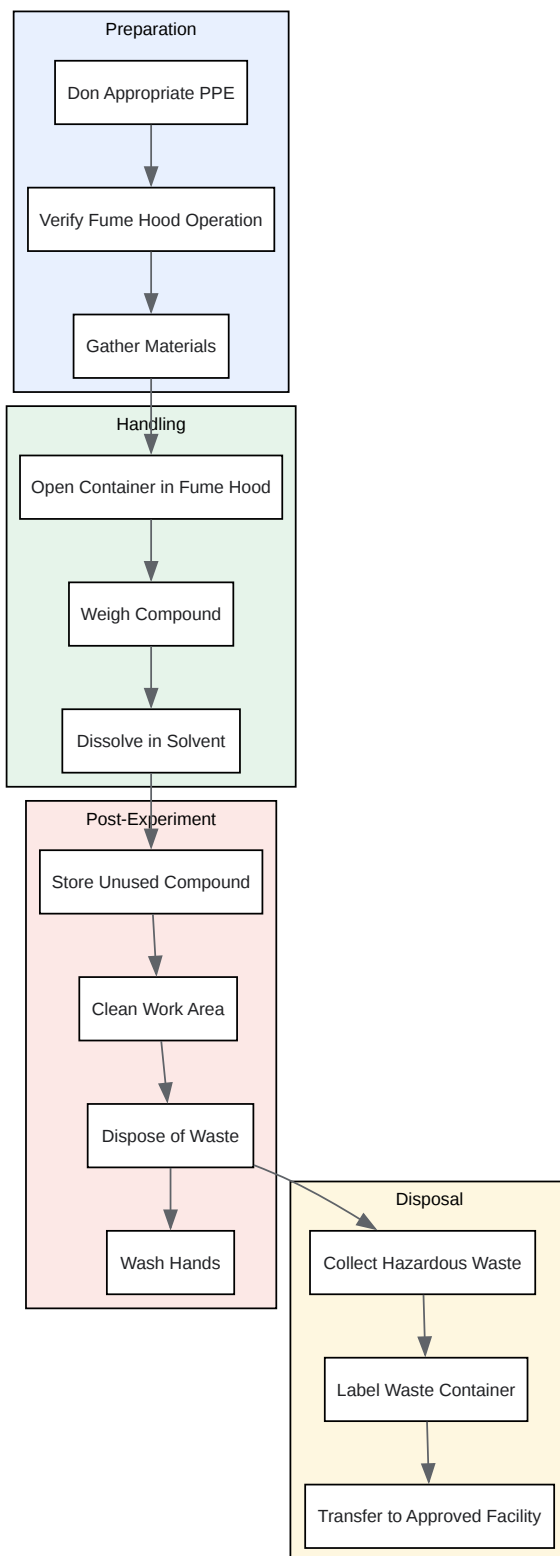 Preparation
Don Appropriate PPE
Verify Fume Hood Operation
Gather Materials
Handling
Open Container in Fume Hood
Weigh Compound
Dissolve in Solvent
Post-Experiment
Store Unused Compound
Clean Work Area
Dispose of Waste
Wash Hands
Disposal
Collect Hazardous Waste
Label Waste Container
Transfer to Approved Facility